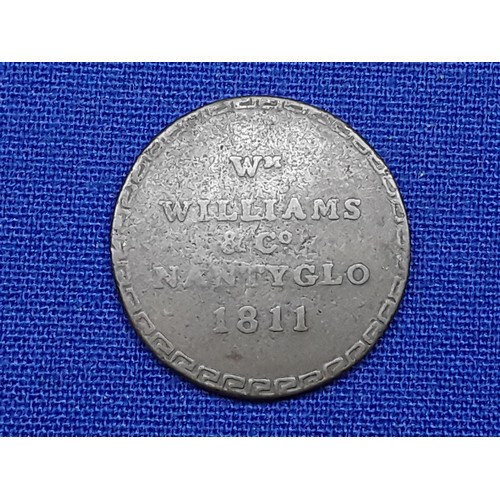 Wᴹ
WILLIAMS
& Cº
NANTYGLO
1811